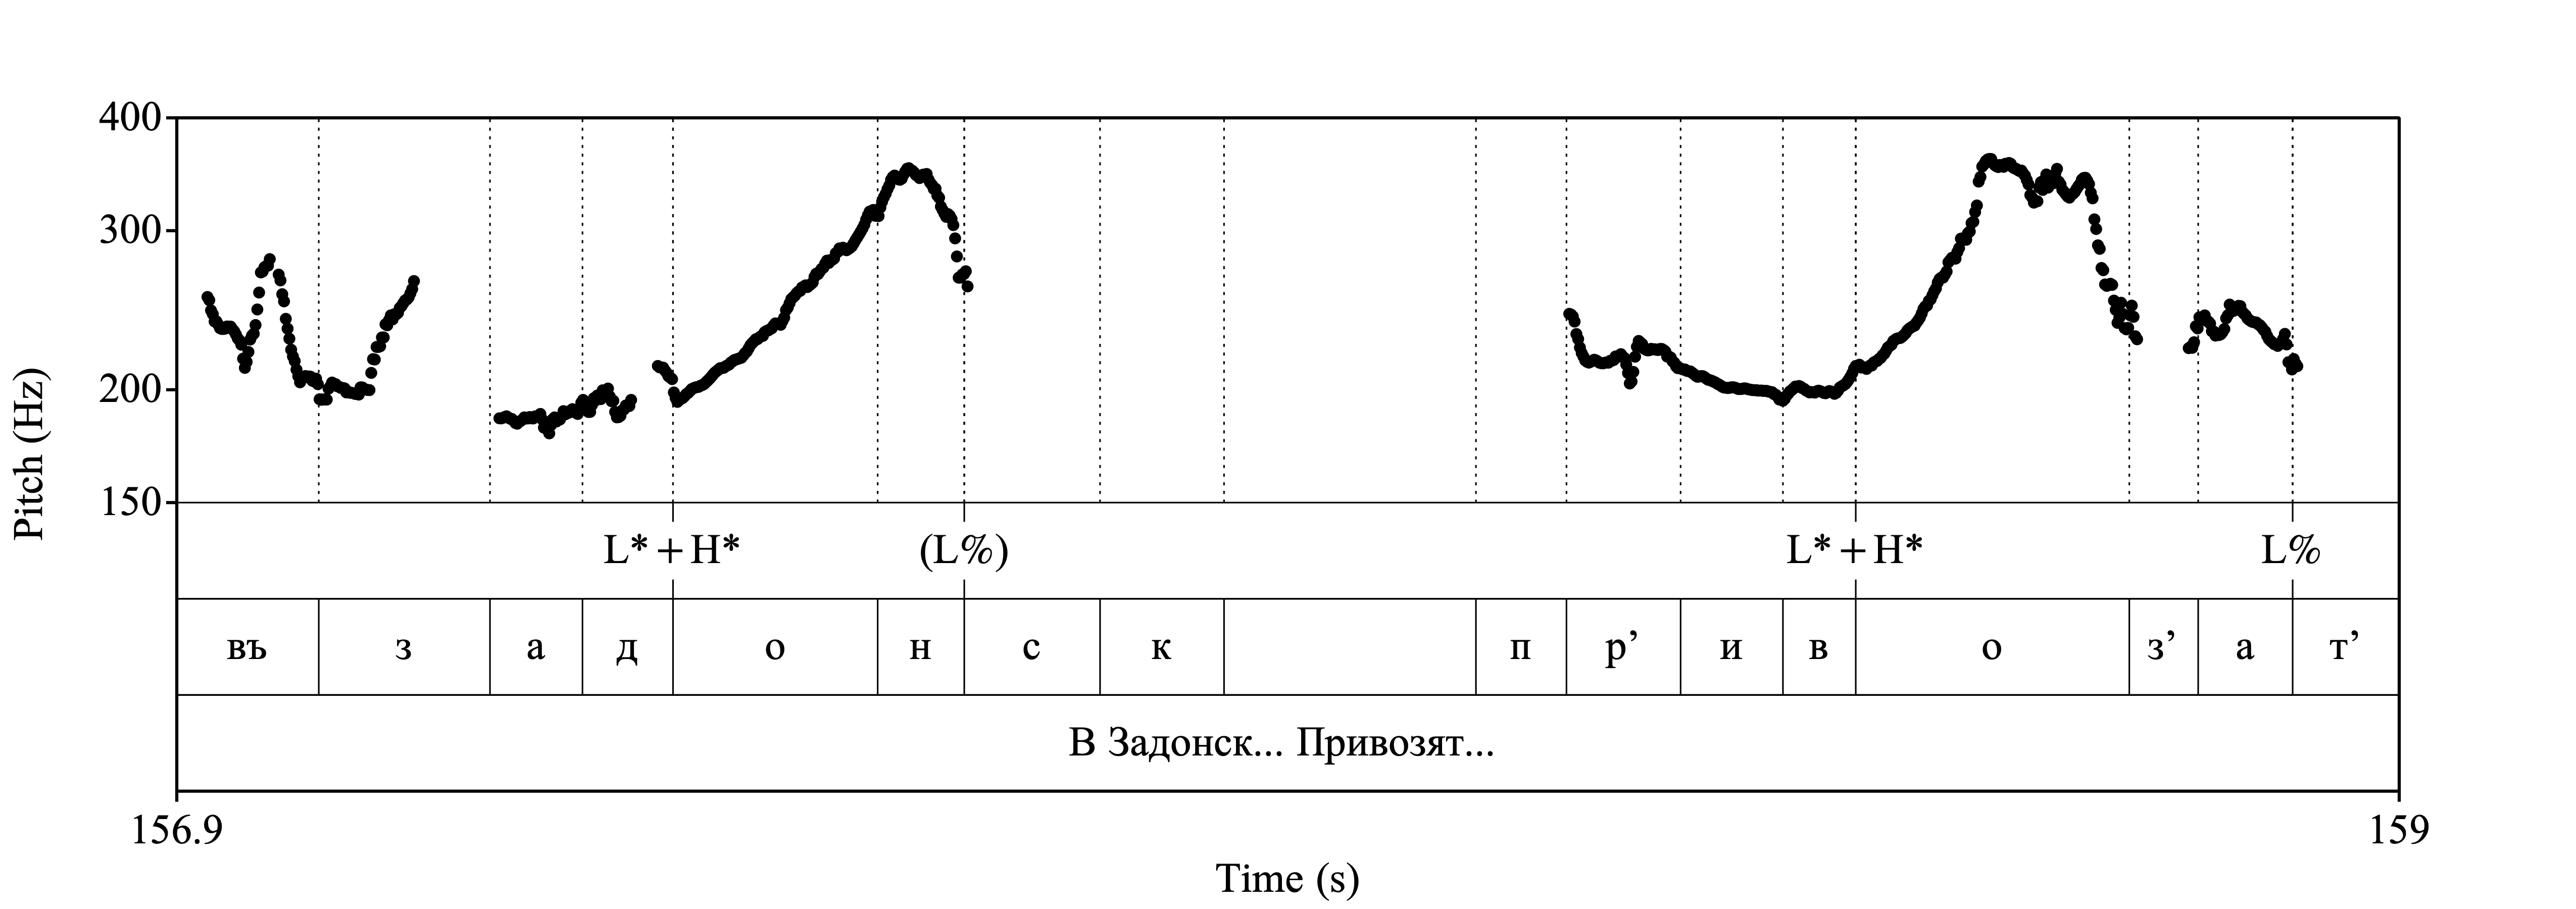 400
300
200
150
Pitch (Hz)
L* + H* (L%) L* + H* L%
въ з а д о н с к п р’ и в о з’ а т’
В Задонск... Привозят...
156.9 159
Time (s)